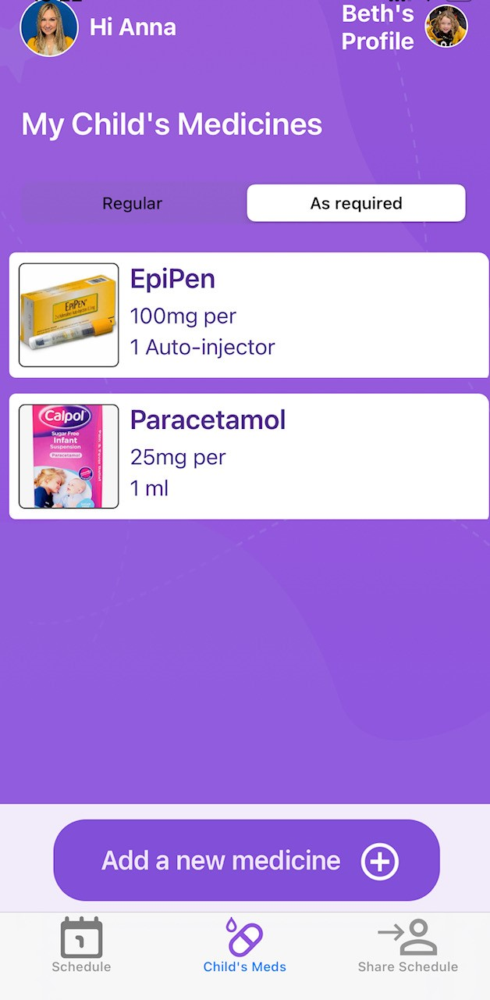 Hi Anna
Beth's
Profile
My Child's Medicines
Regular
As required
EPIPEN
EpiPen
100mg per
1 Auto-injector
Calpol
Sugar Free
Infant
Suspension
Paracetamol
Paracetamol
25mg per
1 ml
Add a new medicine
1
Schedule
Child's Meds
Share Schedule